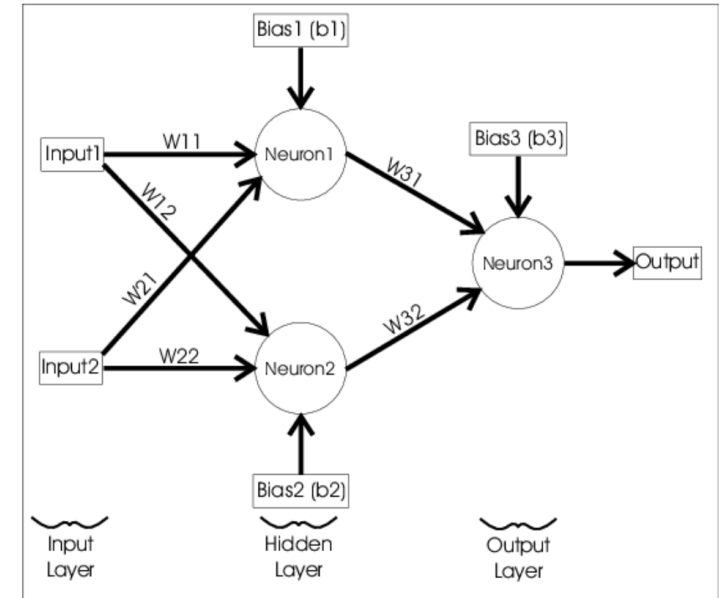 Bias1 (b1)
Input1
W11
Neuron1
W12
W31
Bias3 (b3)
W21
Neuron3
Output
Input2
W22
Neuron2
W32
Bias2 (b2)
Input
Layer
Hidden
Layer
Output
Layer